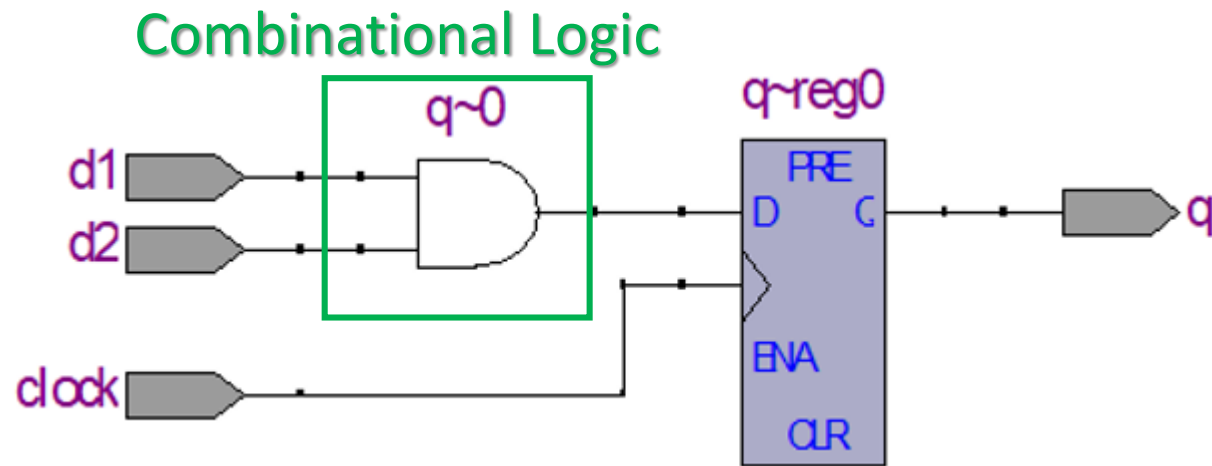 Combinational Logic
q~0
q~reg0
d1
d2
clock
PRE
D
Q
ENA
CLR
q